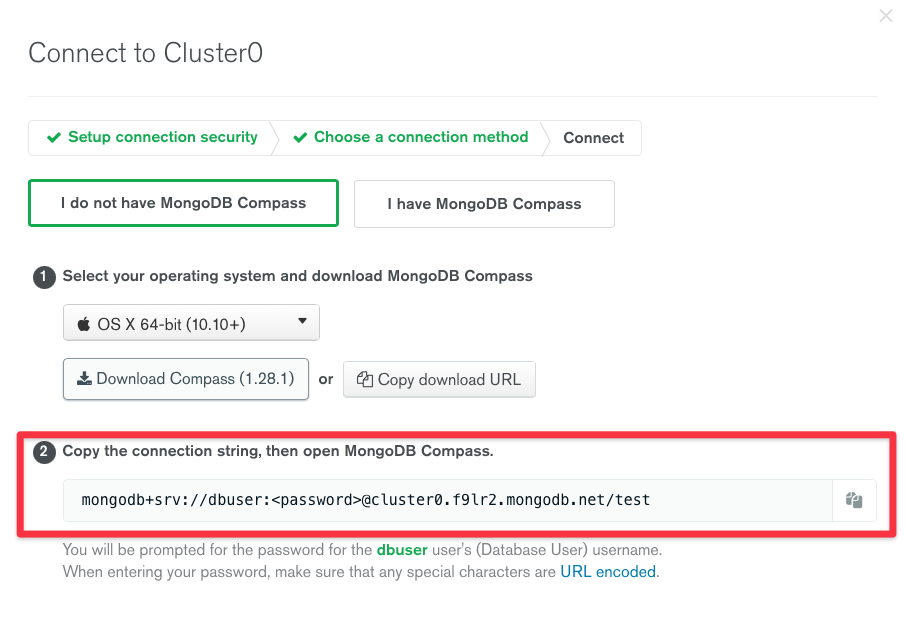 Connect to Cluster0
Setup connection security
Choose a connection method
Connect
I do not have MongoDB Compass
I have MongoDB Compass
1 Select your operating system and download MongoDB Compass
OS X 64-bit (10.10+)
Download Compass (1.28.1) or Copy download URL
2 Copy the connection string, then open MongoDB Compass.
mongodb+srv://dbuser:<password>@cluster0.f9lr2.mongodb.net/test
You will be prompted for the password for the dbuser user's (Database User) username.
When entering your password, make sure that any special characters are URL encoded.